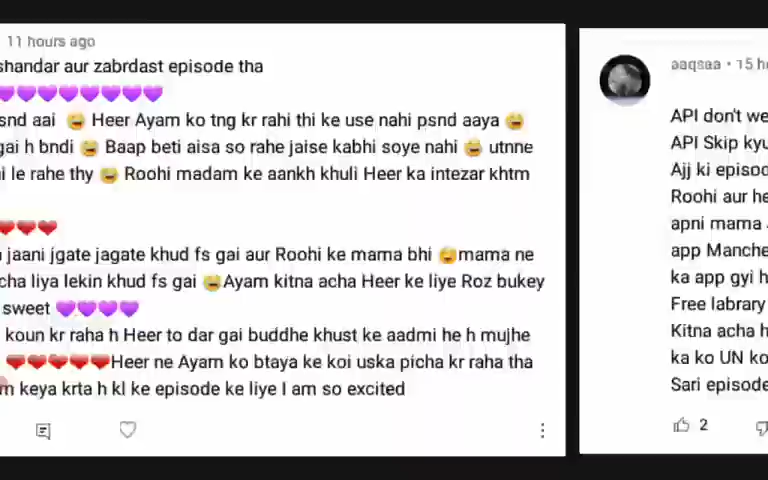 11 hours ago
shandar aur zabrdast episode tha
💜💜💜💜💜💜💜💜
snd aai 😅 Heer Ayam ko tng kr rahi thi ke use nahi psnd aaya 😅
gai h bndi 😅 Baap beti aisa so rahe jaise kabhi soye nahi 😅 utnne
i le rahe thy 😅 Roohi madam ke aankh khuli Heer ka intezar khtm
❤️❤️❤️
jaani jgate jagate khud fs gai aur Roohi ke mama bhi 😅mama ne
cha liya lekin khud fs gai 😅Ayam kitna acha Heer ke liye Roz bukey
sweet 💜💜💜💜
koun kr raha h Heer to dar gai buddhe khust ke aadmi he h mujhe
❤️❤️❤️❤️❤️Heer ne Ayam ko btaya ke koi uska picha kr raha tha
m keya krta h kl ke episode ke liye I am so excited
aaqsaa • 15 h
API don't we
API Skip kyu
Ajj ki episod
Roohi aur he
apni mama
app Manche
ka app gyi h
Free labrary
Kitna acha h
ka ko UN ko
Sari episode
2